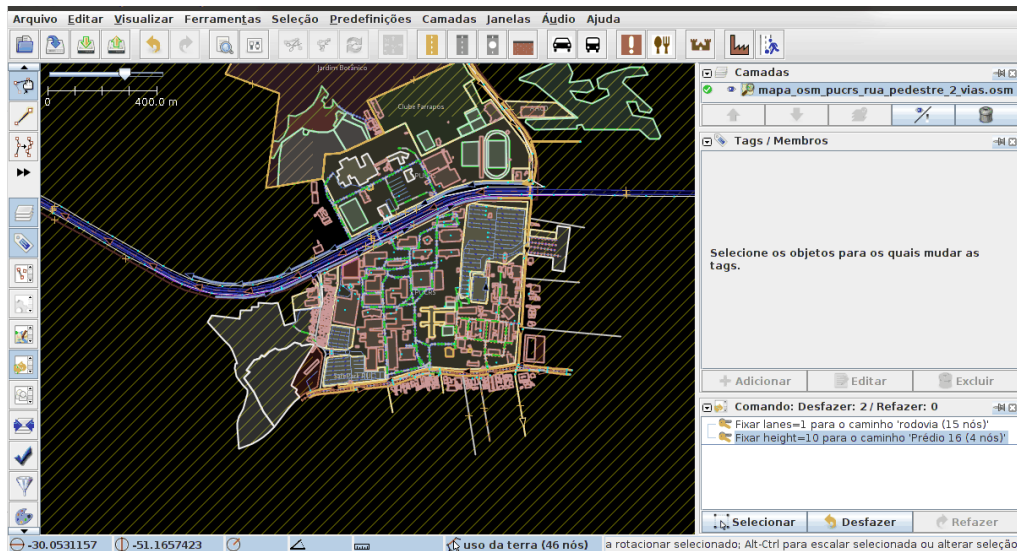 Arquivo Editar Visualizar Ferramentas Seleção Predefinições Camadas Janelas Áudio Ajuda
0 400.0 m
Jardim Botânico
Clube Farrapos
Camadas
mapa_osm_pucrs_rua_pedestre_2_vias.osm
Tags / Membros
Selecione os objetos para os quais mudar as
tags.
Adicionar Editar Excluir
Comando: Desfazer: 2 / Refazer: 0
Fixar lanes=1 para o caminho 'rodovia (15 nós)'
Fixar height=10 para o caminho 'Prédio 16 (4 nós)'
Selecionar Desfazer Refazer
-30.0531157 -51.1657423 uso da terra (46 nós) a rotacionar selecionado; Alt-Ctrl para escalar selecionada ou alterar seleção